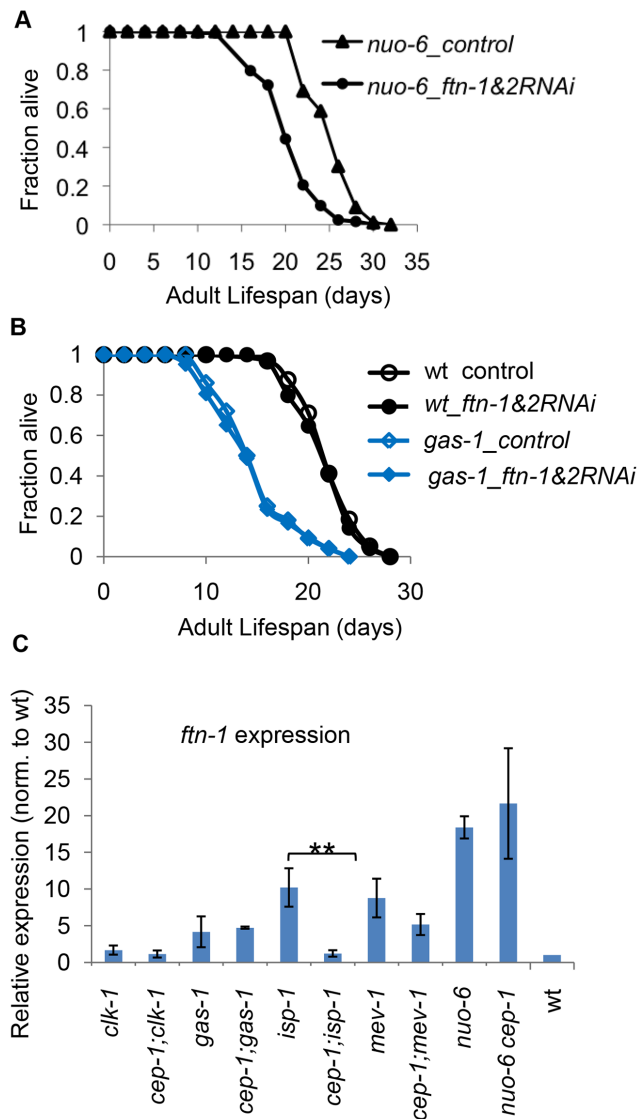 A
1
0.8
0.6
0.4
0.2
0
Fraction alive
nuo-6_control
nuo-6_ftn-1&2RNAi
0 5 10 15 20 25 30 35
Adult Lifespan (days)
B
1
0.8
0.6
0.4
0.2
0
Fraction alive
wt control
wt_ftn-1&2RNAi
gas-1_control
gas-1_ftn-1&2RNAi
0 10 20 30
Adult Lifespan (days)
C
Relative expression (norm. to wt)
35
30
25
20
15
10
5
0
ftn-1 expression
**
clk-1
cep-1;clk-1
gas-1
cep-1;gas-1
isp-1
cep-1;isp-1
mev-1
cep-1;mev-1
nuo-6
nuo-6 cep-1
wt